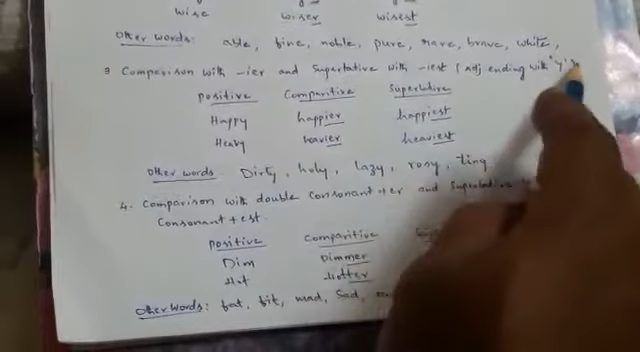 wise wiser wisest
Other words: able, fine, noble, pure, rare, brave, white,
3 Comparison with -ier and Superlative with -iest (adj ending with 'y')
positive Comparitive Superlative
Happy happier happiest
Heavy heavier heaviest
Other words Dirty, holy, lazy, rosy, Tiny
4. Comparison with double consonant +er and Superlative
Consonant + est
positive Comparitive
Dim Dimmer
Hot Hotter
Other words: fat, fit, mad, Sad,